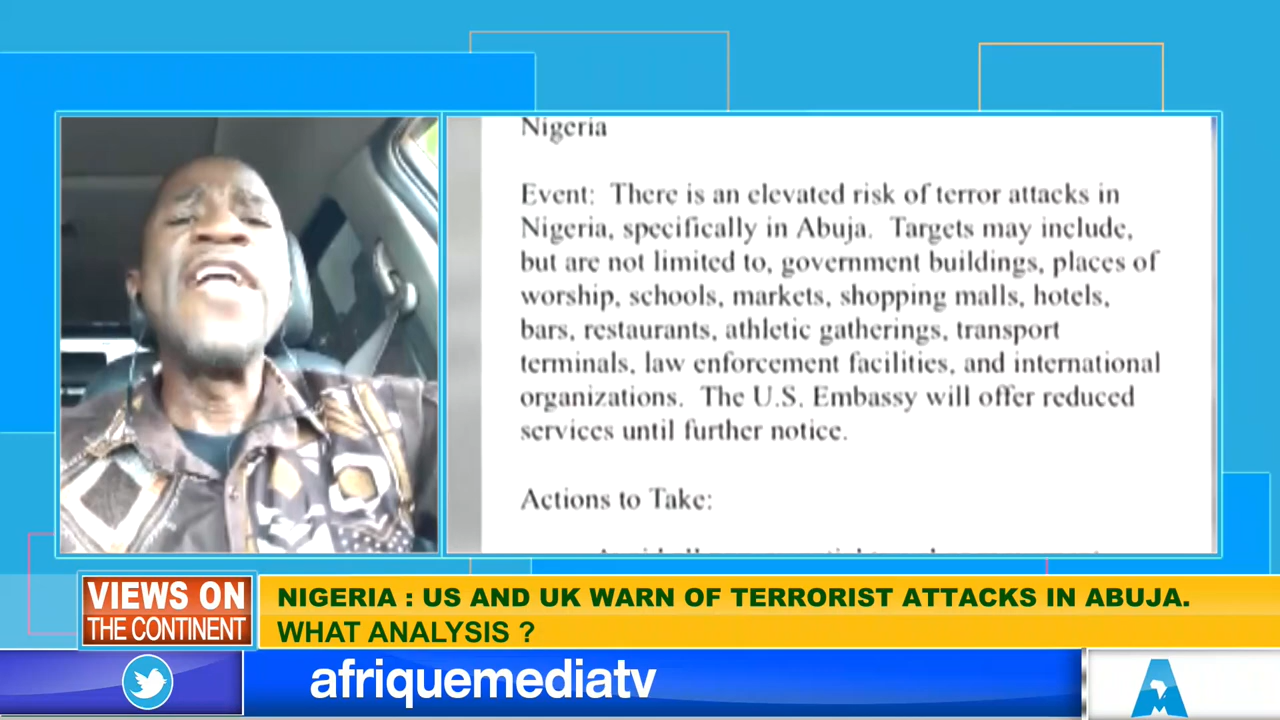 Nigeria
Event: There is an elevated risk of terror attacks in
Nigeria, specifically in Abuja. Targets may include,
but are not limited to, government buildings, places of
worship, schools, markets, shopping malls, hotels,
bars, restaurants, athletic gatherings, transport
terminals, law enforcement facilities, and international
organizations. The U.S. Embassy will offer reduced
services until further notice.
Actions to Take:
VIEWS ON
THE CONTINENT
NIGERIA : US AND UK WARN OF TERRORIST ATTACKS IN ABUJA.
WHAT ANALYSIS ?
afriquemediatv